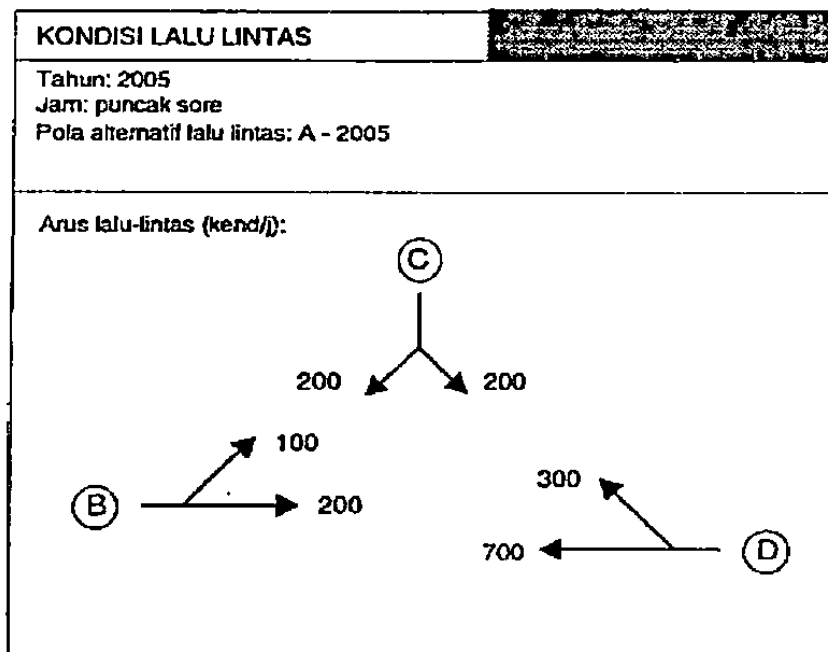 KONDISI LALU LINTAS
Tahun: 2005
Jam: puncak sore
Pola alternatif lalu lintas: A - 2005
Arus lalu-lintas (kend/j):
C
200 200
100
B 200
300
700 D